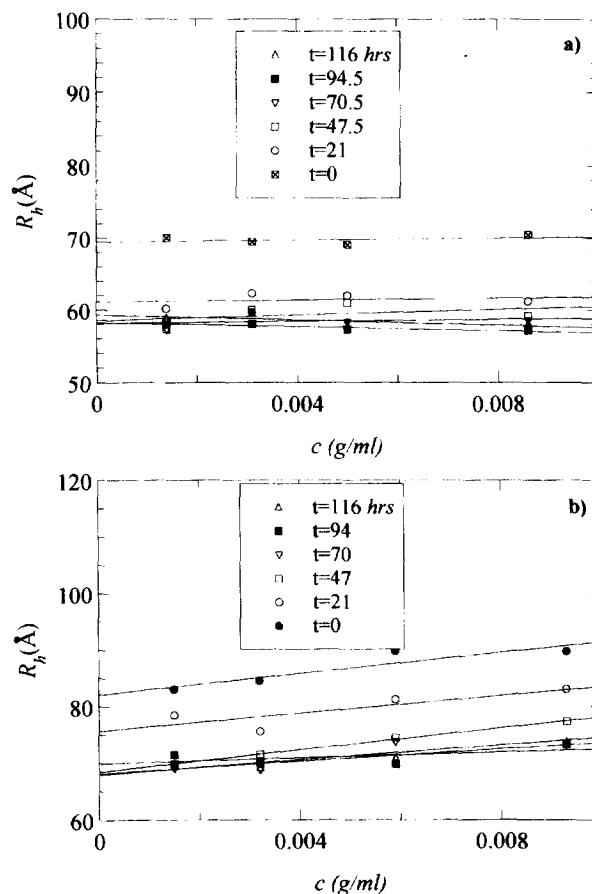 100
a)
t=116 hrs
t=94.5
90
t=70.5
t=47.5
t=21
80
t=0
R_h(Å)
70
60
50
0
0.004
0.008
c (g/ml)
120
b)
t=116 hrs
t=94
t=70
100
t=47
t=21
t=0
R_h(Å)
80
60
0
0.004
0.008
c (g/ml)